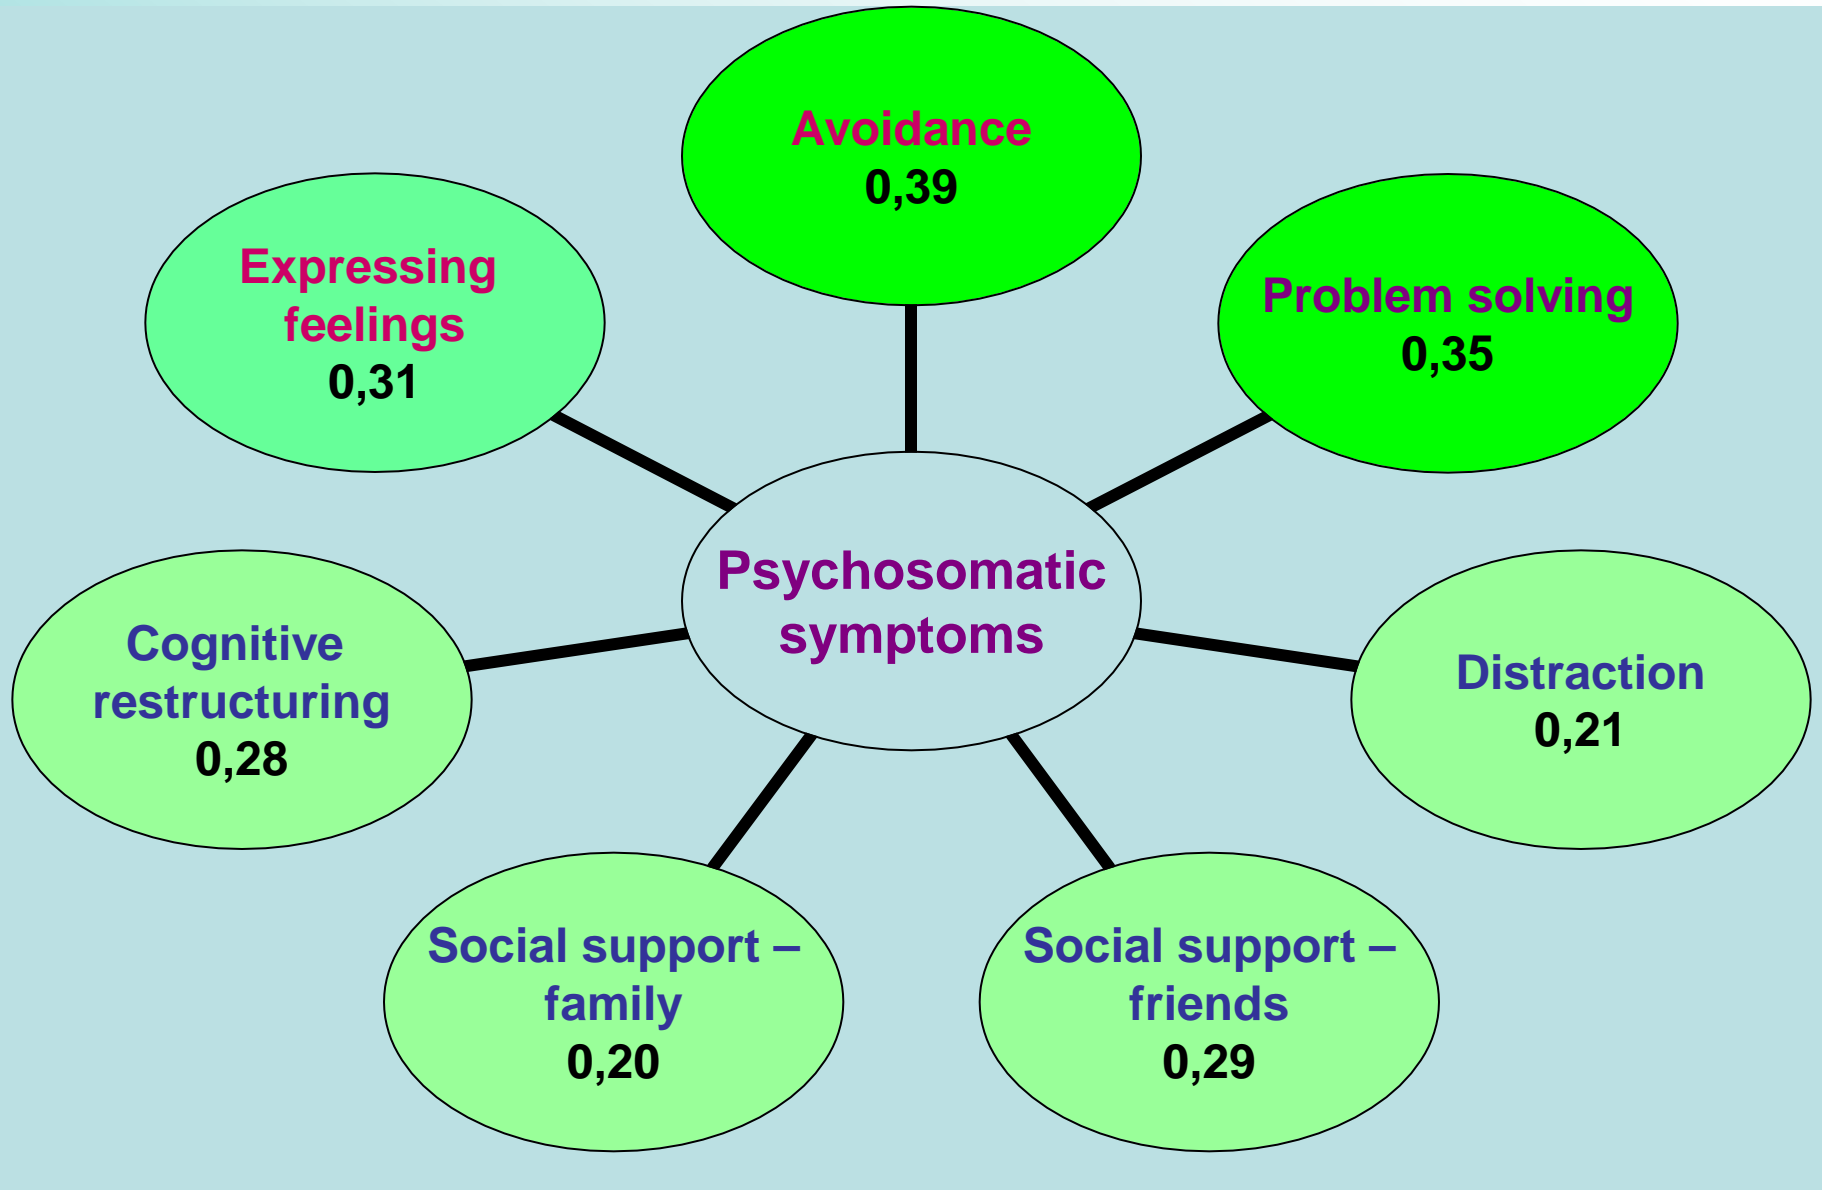 Avoidance
0,39
Expressing
feelings
0,31
Problem solving
0,35
Psychosomatic
symptoms
Cognitive
restructuring
0,28
Distraction
0,21
Social support –
family
0,20
Social support –
friends
0,29